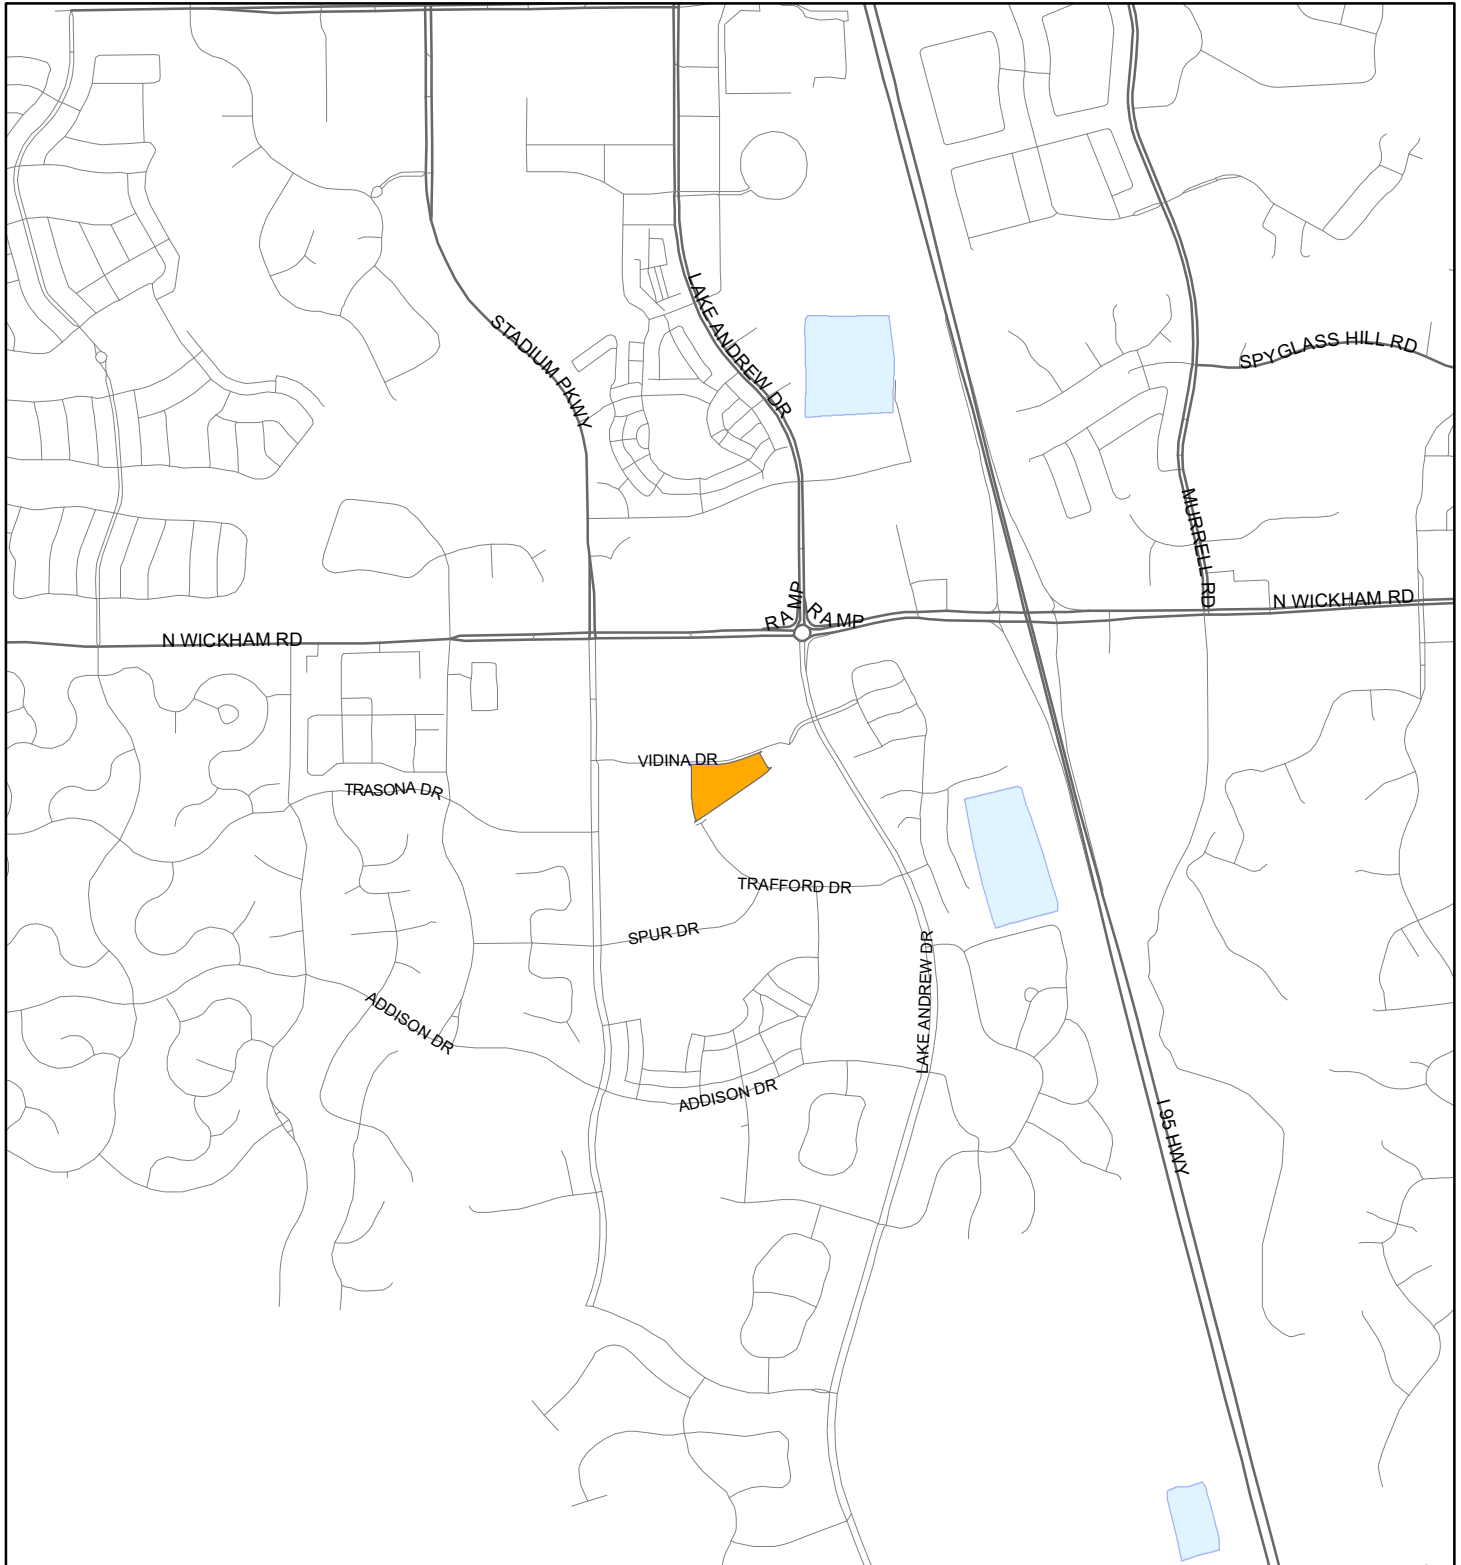 LAKE ANDREW DR
STADIUM PKWY
SPYGLASS HILL RD
MURRELL RD
RAMP
RAMP
N WICKHAM RD
N WICKHAM RD
VIDINA DR
TRASONA DR
TRAFFORD DR
SPUR DR
LAKE ANDREW DR
ADDISON DR
ADDISON DR
I 95 HWY